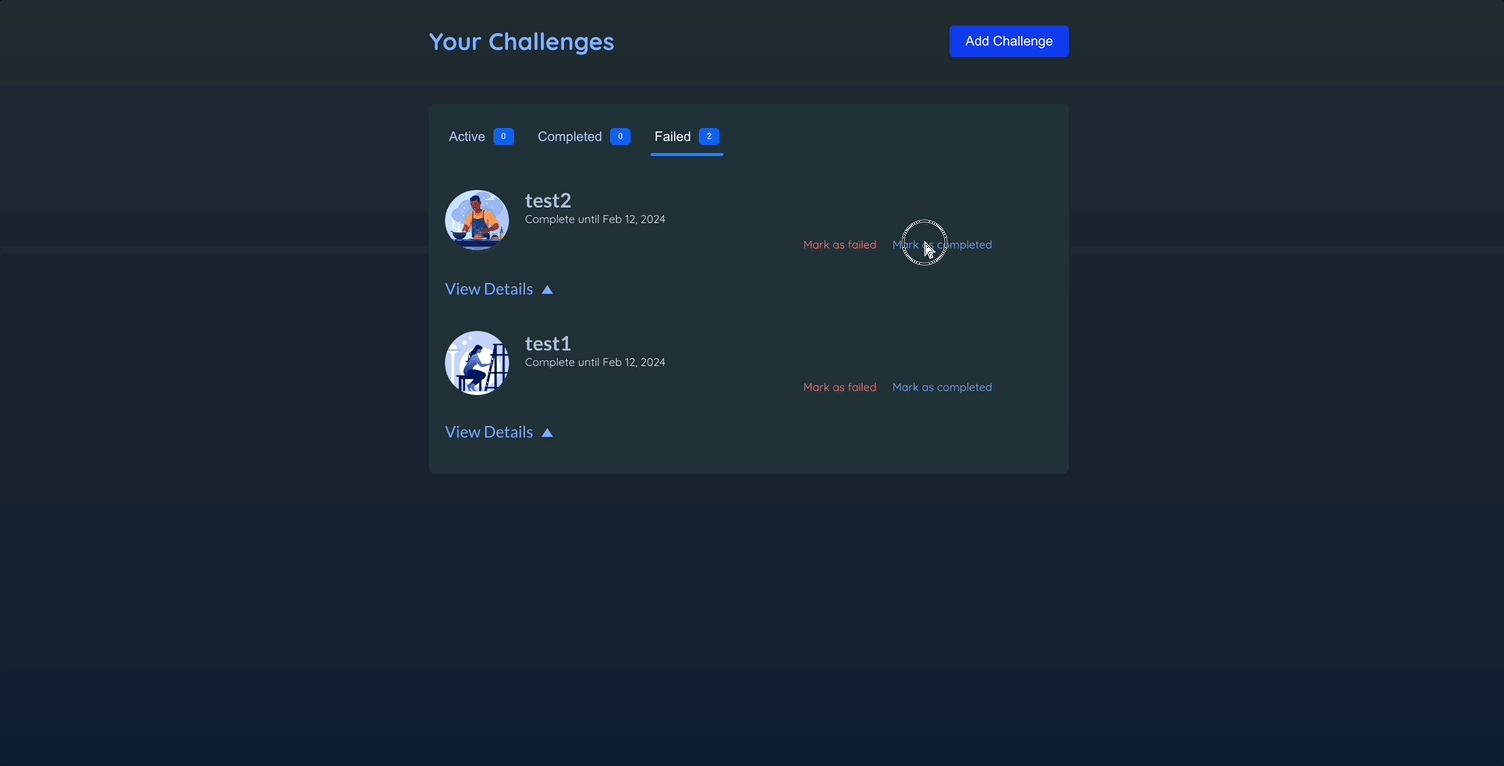 Your Challenges
Add Challenge
Active 0 Completed 0 Failed 2
test2
Complete until Feb 12, 2024
Mark as failed Mark as completed
View Details ▲
test1
Complete until Feb 12, 2024
Mark as failed Mark as completed
View Details ▲